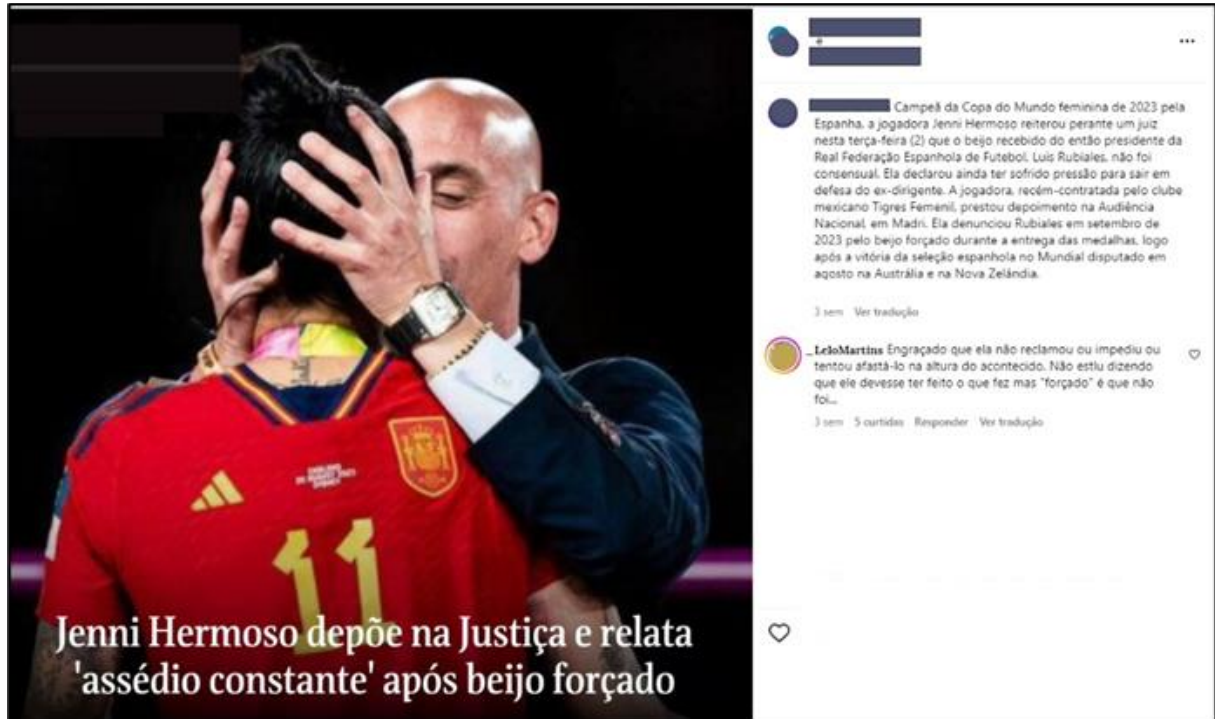 11
Jenni Hermoso depõe na Justiça e relata
'assédio constante' após beijo forçado
e
Campeã da Copa do Mundo feminina de 2023 pela
Espanha, a jogadora Jenni Hermoso reiterou perante um juiz
nesta terça-feira (2) que o beijo recebido do então presidente da
Real Federação Espanhola de Futebol, Luis Rubiales, não foi
consensual. Ela declarou ainda ter sofrido pressão para sair em
defesa do ex-dirigente. A jogadora, recém-contratada pelo clube
mexicano Tigres Femenil, prestou depoimento na Audiência
Nacional, em Madri. Ela denunciou Rubiales em setembro de
2023 pelo beijo forçado durante a entrega das medalhas, logo
após a vitória da seleção espanhola no Mundial disputado em
agosto na Austrália e na Nova Zelândia.
3 sem Ver tradução
_LeloMartins Engraçado que ela não reclamou ou impediu ou
tentou afastá-lo na altura do acontecido. Não estlu dizendo
que ele devesse ter feito o que fez mas "forçado" é que não
foi...
3 sem 5 curtidas Responder Ver tradução